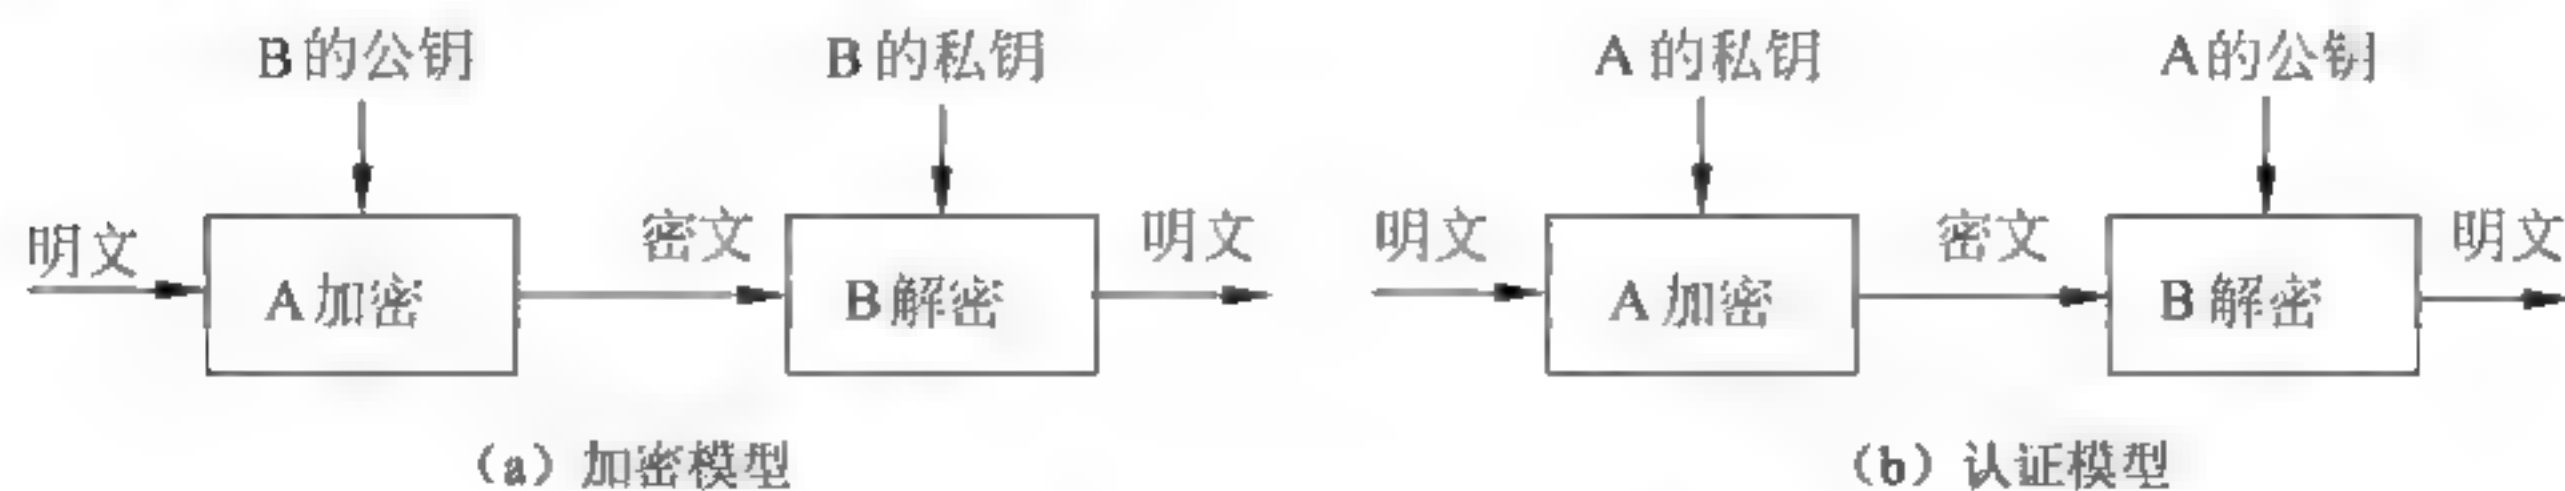 B的公钥 B的私钥 A的私钥 A的公钥
明文 密文 明文 明文 密文 明文
A加密 B解密 A加密 B解密
（a）加密模型 （b）认证模型